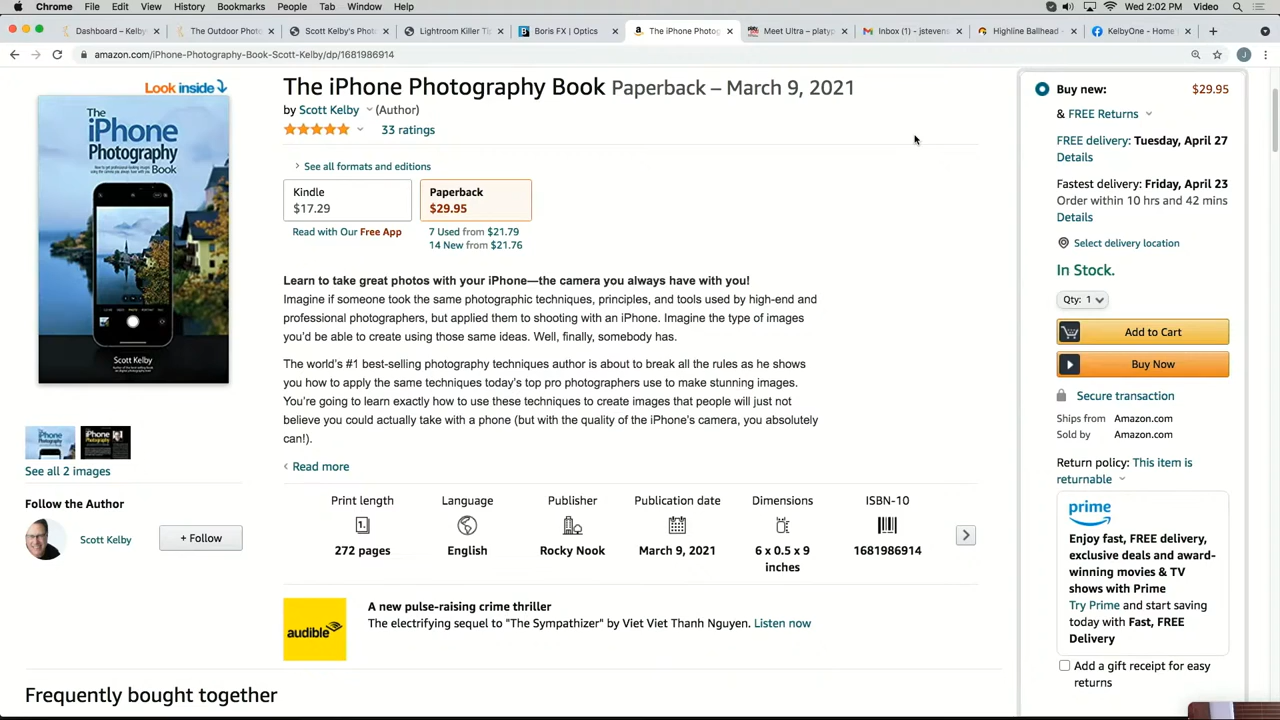 Chrome File Edit View History Bookmarks People Tab Window Help Wed 2:02 PM Video
Dashboard – Kelby The Outdoor Photo Scott Kelby's Photo Lightroom Killer Tip Boris FX | Optics The iPhone Photog Meet Ultra – platyp Inbox (1) - jstevens Highline Ballhead - KelbyOne - Home |
amazon.com/iPhone-Photography-Book-Scott-Kelby/dp/1681986914 J
Look inside
The iPhone Photography Book
Scott Kelby
See all 2 images
Follow the Author
Scott Kelby + Follow
The iPhone Photography Book Paperback – March 9, 2021
by Scott Kelby (Author)
33 ratings
See all formats and editions
Kindle
$17.29
Read with Our Free App
Paperback
$29.95
7 Used from $21.79
14 New from $21.76
Learn to take great photos with your iPhone—the camera you always have with you!
Imagine if someone took the same photographic techniques, principles, and tools used by high-end and
professional photographers, but applied them to shooting with an iPhone. Imagine the type of images
you'd be able to create using those same ideas. Well, finally, somebody has.
The world's #1 best-selling photography techniques author is about to break all the rules as he shows
you how to apply the same techniques today's top pro photographers use to make stunning images.
You're going to learn exactly how to use these techniques to create images that people will just not
believe you could actually take with a phone (but with the quality of the iPhone's camera, you absolutely
can!).
Read more
Print length
272 pages
Language
English
Publisher
Rocky Nook
Publication date
March 9, 2021
Dimensions
6 x 0.5 x 9
inches
ISBN-10
1681986914
audible
A new pulse-raising crime thriller
The electrifying sequel to "The Sympathizer" by Viet Viet Thanh Nguyen. Listen now
Frequently bought together
Buy new: $29.95
& FREE Returns
FREE delivery: Tuesday, April 27
Details
Fastest delivery: Friday, April 23
Order within 10 hrs and 42 mins
Details
Select delivery location
In Stock.
Qty: 1
Add to Cart
Buy Now
Secure transaction
Ships from Amazon.com
Sold by Amazon.com
Return policy: This item is
returnable
prime
Enjoy fast, FREE delivery,
exclusive deals and award-
winning movies & TV
shows with Prime
Try Prime and start saving
today with Fast, FREE
Delivery
Add a gift receipt for easy
returns